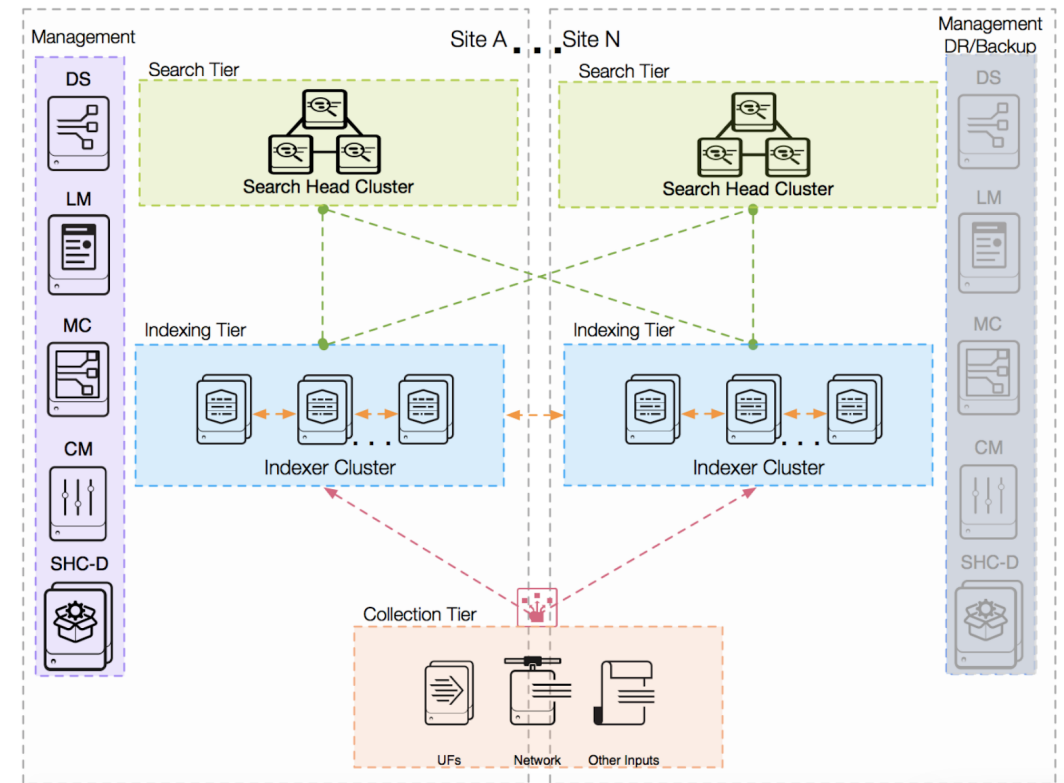 Management
Site A
Site N
Management
DR/Backup
DS
LM
MC
CM
SHC-D
Search Tier
Search Head Cluster
Search Tier
Search Head Cluster
Indexing Tier
. . .
Indexer Cluster
Indexing Tier
. . .
Indexer Cluster
Collection Tier
UFs
Network
Other Inputs
DS
LM
MC
CM
SHC-D